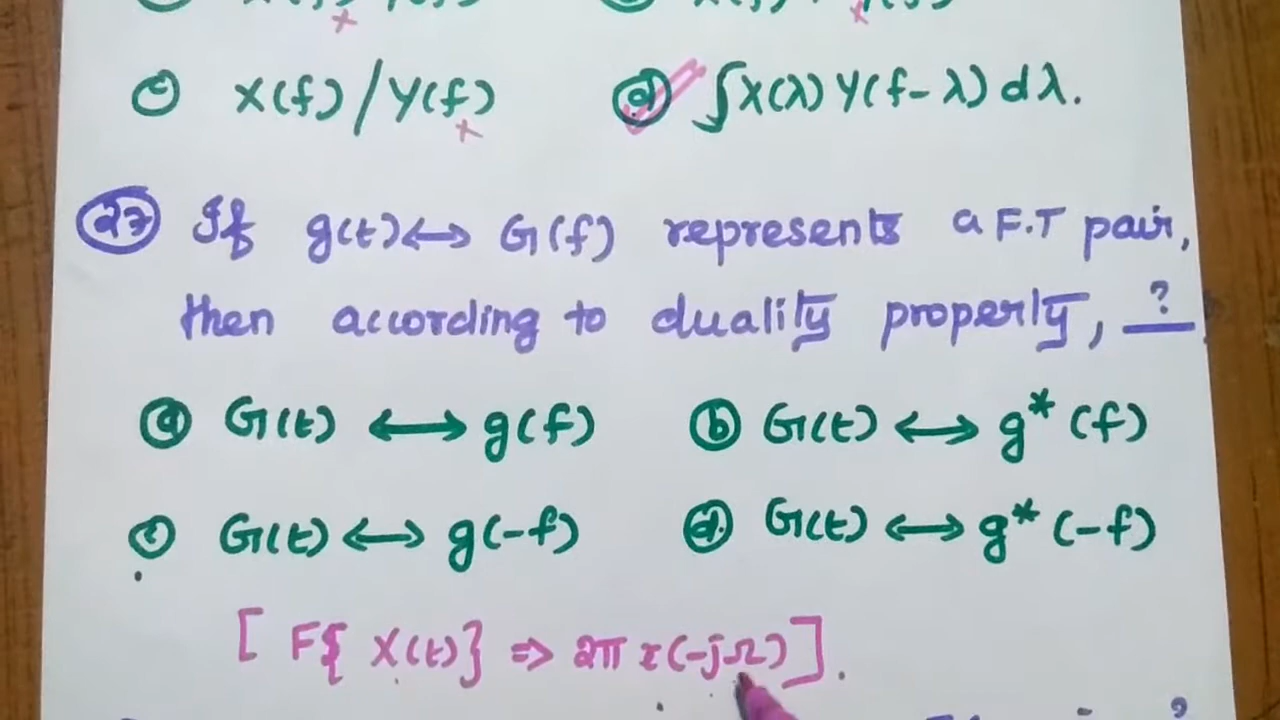 ⓒ X(f)/Y(f) ⓓ ∫X(λ)Y(f-λ)dλ.
27 If g(t)↔G(f) represents a F.T pair,
then according to duality property, ?
ⓐ G(t) ↔ g(f) ⓑ G(t) ↔ g*(f)
ⓒ G(t) ↔ g(-f) ⓓ G(t) ↔ g*(-f)
[ F{ X(t)} ⇒ 2π x(-jΩ)].